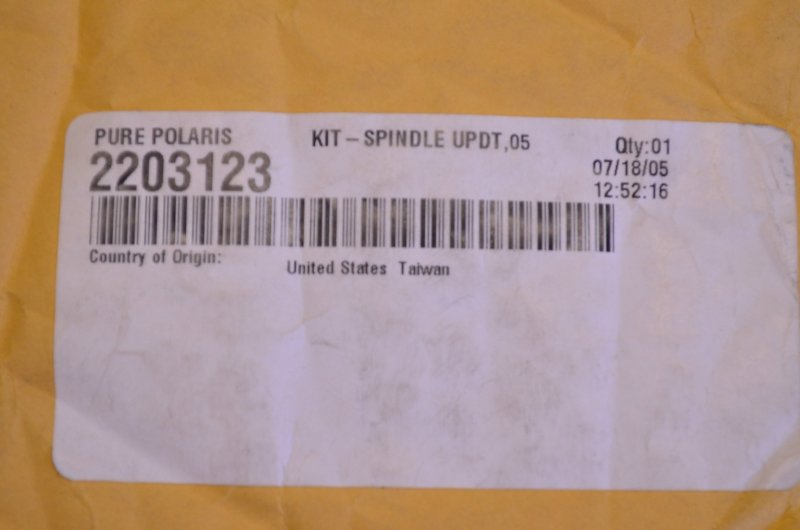 PURE POLARIS KIT – SPINDLE UPDT,05 Qty:01
2203123 07/18/05
12:52:16
Country of Origin: United States Taiwan